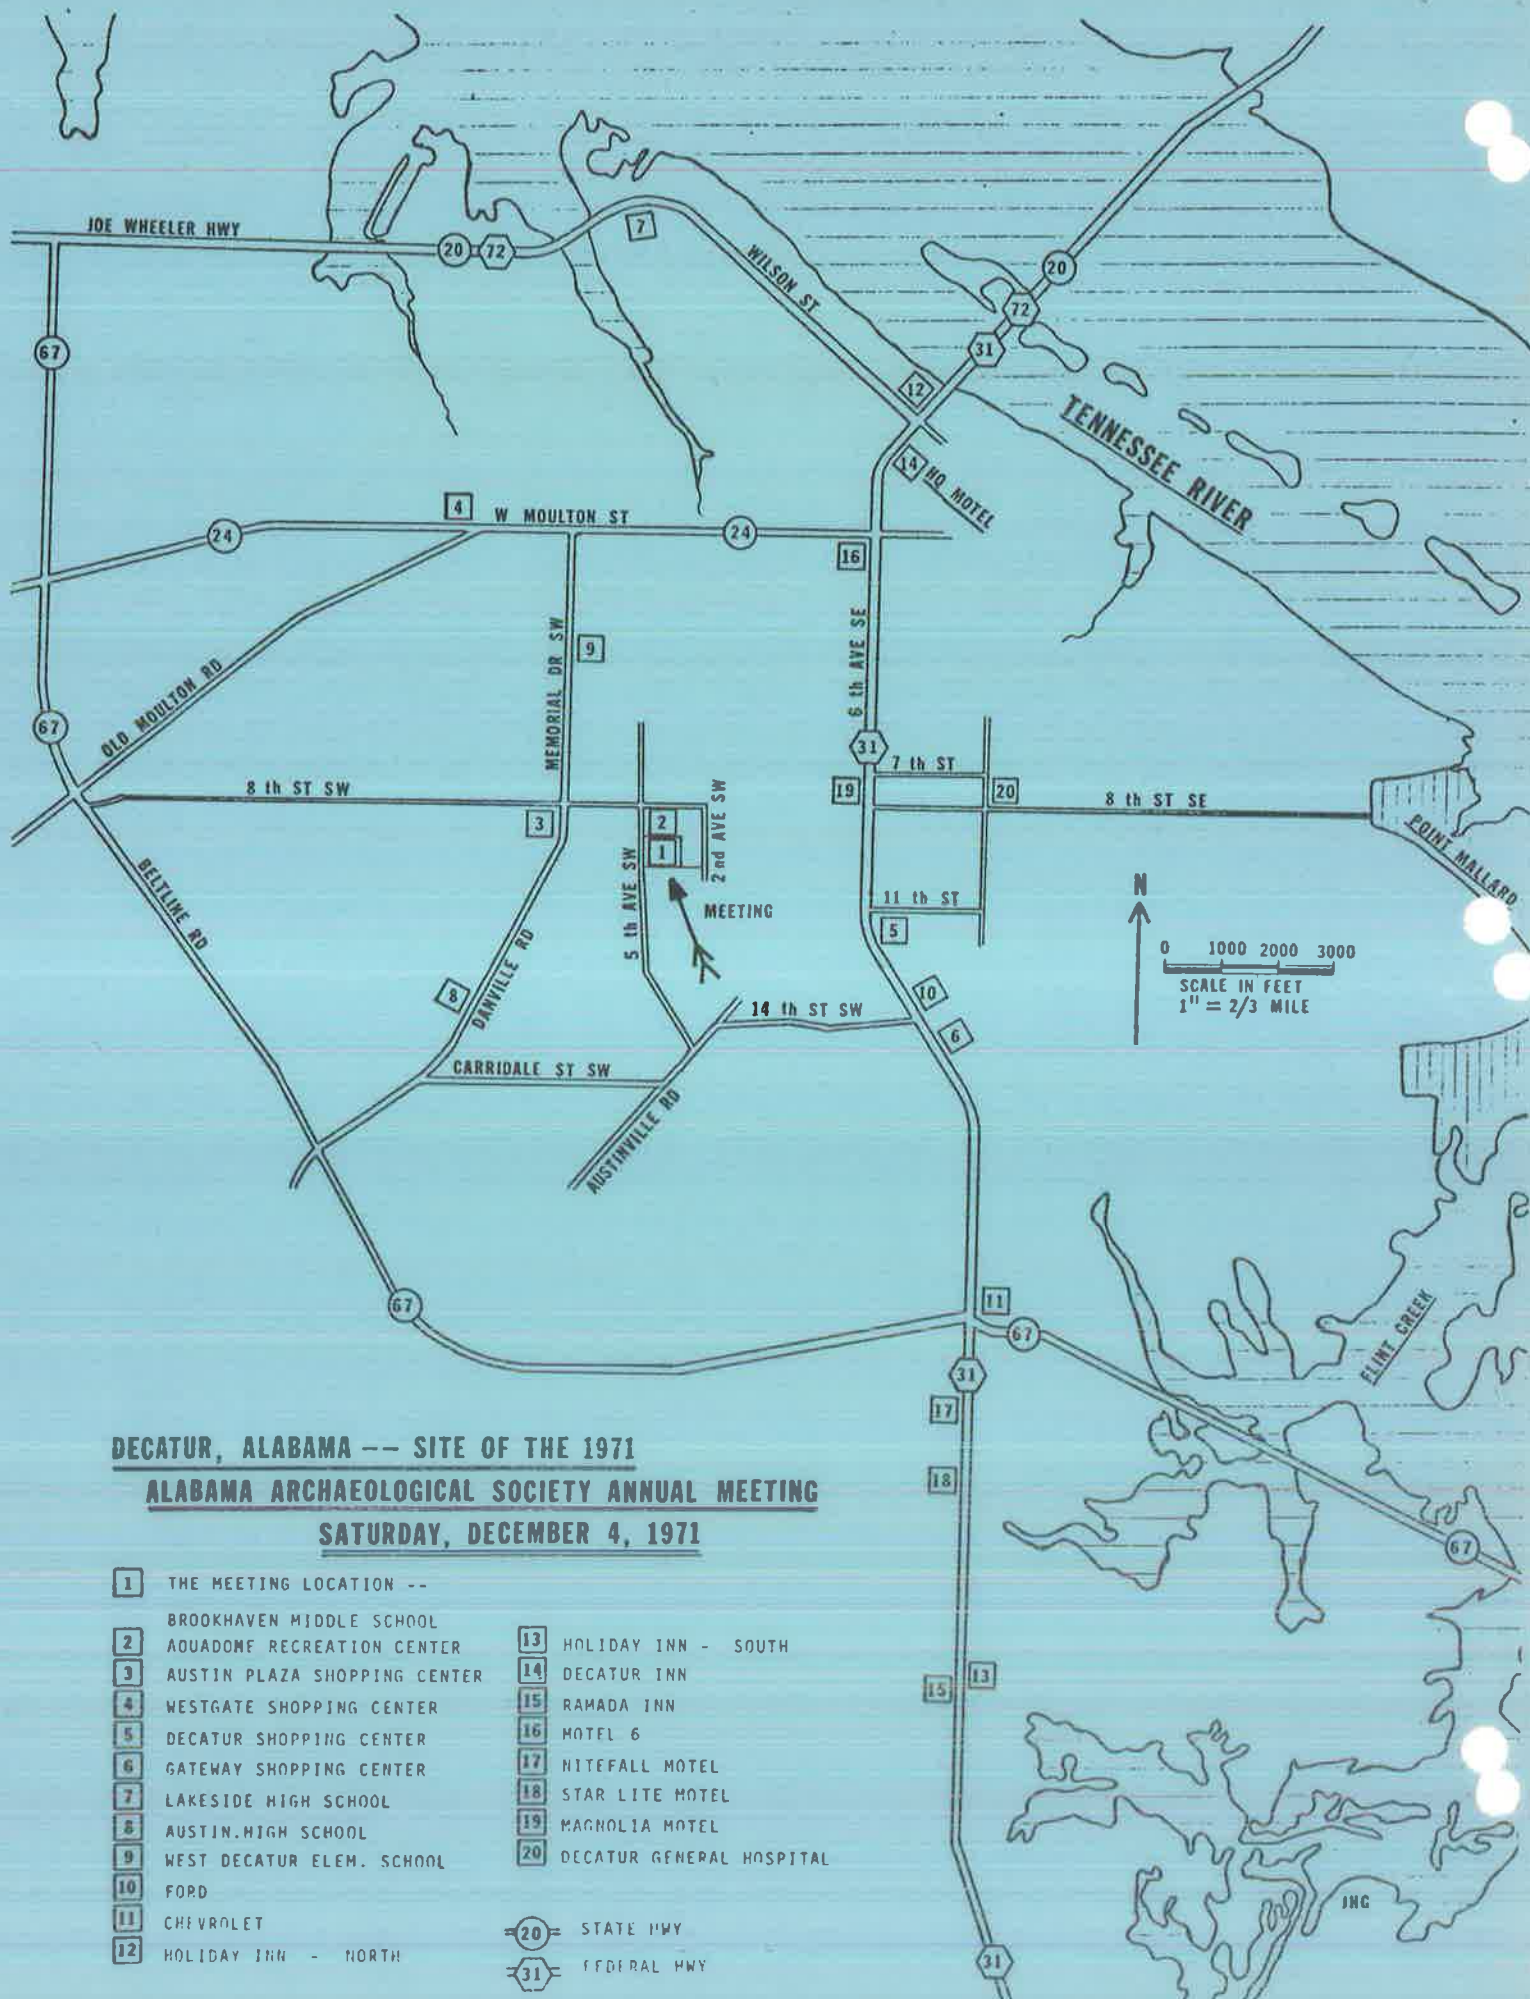 JOE WHEELER HWY
20
72
7
WILSON ST
20
72
31
67
12
TENNESSEE RIVER
14
HQ MOTEL
4
W MOULTON ST
24
24
16
9
MEMORIAL DR SW
6 th AVE SE
OLD MOULTON RD
67
31
7 th ST
8 th ST SW
19
20
8 th ST SE
3
2
1
2 nd AVE SW
5 th AVE SW
MEETING
POINT MALLARD
BELTLINE RD
11 th ST
5
N
0 1000 2000 3000
SCALE IN FEET
1" = 2/3 MILE
8
DANVILLE RD
10
14 th ST SW
6
CARRIDALE ST SW
AUSTINVILLE RD
67
11
67
FLINT CREEK
31
17
18
67
15
13
31
JHG
DECATUR, ALABAMA -- SITE OF THE 1971
ALABAMA ARCHAEOLOGICAL SOCIETY ANNUAL MEETING
SATURDAY, DECEMBER 4, 1971
1 THE MEETING LOCATION --
BROOKHAVEN MIDDLE SCHOOL
2 AQUADOME RECREATION CENTER
3 AUSTIN PLAZA SHOPPING CENTER
4 WESTGATE SHOPPING CENTER
5 DECATUR SHOPPING CENTER
6 GATEWAY SHOPPING CENTER
7 LAKESIDE HIGH SCHOOL
8 AUSTIN.HIGH SCHOOL
9 WEST DECATUR ELEM. SCHOOL
10 FORD
11 CHEVROLET
12 HOLIDAY INN - NORTH
13 HOLIDAY INN - SOUTH
14 DECATUR INN
15 RAMADA INN
16 MOTEL 6
17 NITEFALL MOTEL
18 STAR LITE MOTEL
19 MAGNOLIA MOTEL
20 DECATUR GENERAL HOSPITAL
20 STATE HWY
31 FEDERAL HWY